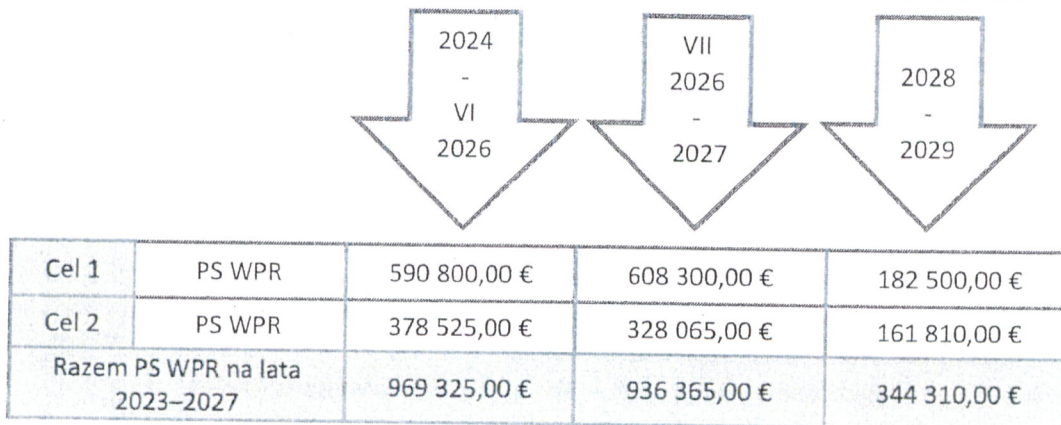 2024
-
VI
2026
VII
2026
-
2027
2028
-
2029
Cel 1 PS WPR 590 800,00 € 608 300,00 € 182 500,00 €
Cel 2 PS WPR 378 525,00 € 328 065,00 € 161 810,00 €
Razem PS WPR na lata
2023–2027 969 325,00 € 936 365,00 € 344 310,00 €